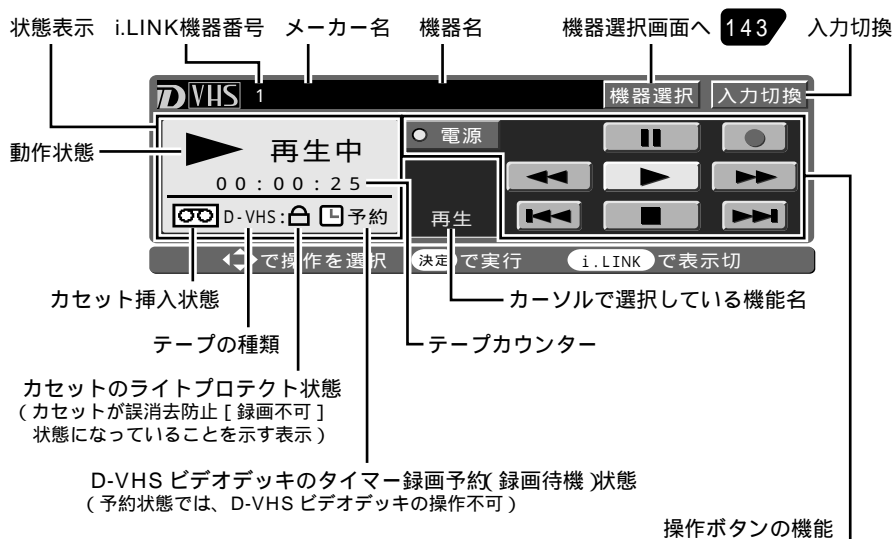 状態表示 i.LINK機器番号 メーカー名 機器名 機器選択画面へ 143 入力切換
D VHS 1 機器選択 入力切換
動作状態
再生中
電源
00:00:25
D-VHS: 予約
再生
で操作を選択 決定 で実行 i.LINK で表示切
カセット挿入状態
カーソルで選択している機能名
テープの種類
テープカウンター
カセットのライトプロテクト状態
(カセットが誤消去防止[録画不可]
状態になっていることを示す表示)
D-VHS ビデオデッキのタイマー録画予約(録画待機)状態
(予約状態では、D-VHS ビデオデッキの操作不可)
操作ボタンの機能